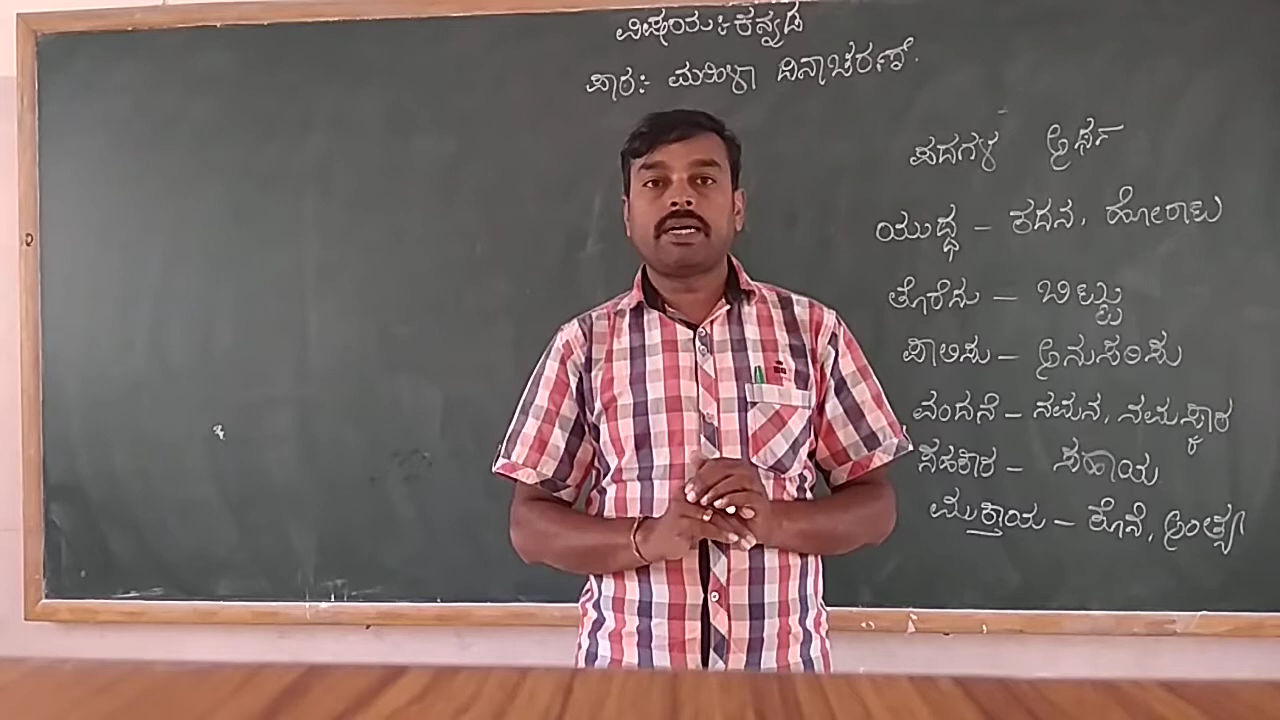 ವಿಷಯ:-ಕನ್ನಡ
ಪಾಠ:- ಮಹಿಳಾ ದಿನಾಚರಣೆ.
ಪದಗಳ ಅರ್ಥ
ಯುದ್ಧ - ಕದನ, ಹೋರಾಟ
ತೊರೆದು - ಬಿಟ್ಟು
ಪಾಲಿಸು - ಅನುಸರಿಸು
ವಂದನೆ - ನಮನ, ನಮಸ್ಕಾರ
ಸಹಕಾರ - ಸಹಾಯ
ಮುಕ್ತಾಯ - ಕೊನೆ, ಅಂತ್ಯ